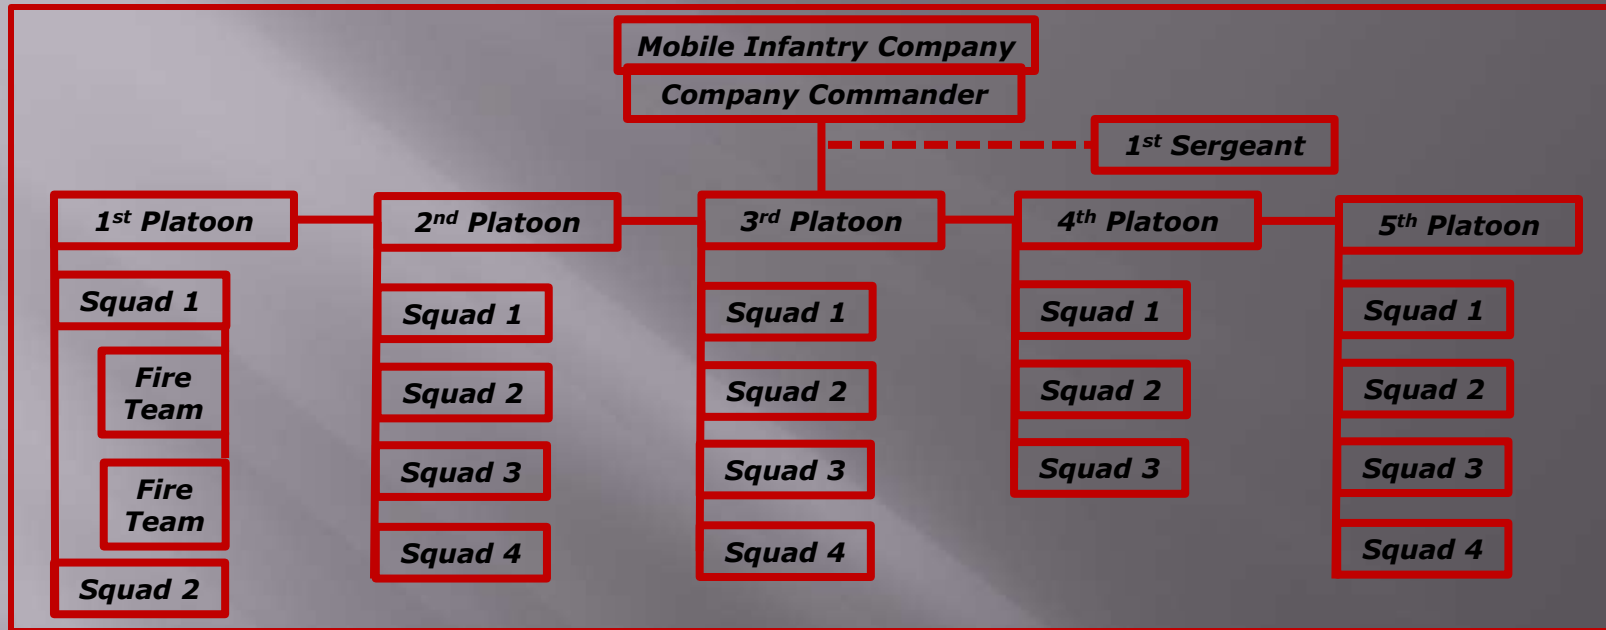 Mobile Infantry Company
Company Commander
1st Sergeant
1st Platoon
2nd Platoon
3rd Platoon
4th Platoon
5th Platoon
Squad 1
Fire
Team
Fire
Team
Squad 2
Squad 1
Squad 2
Squad 3
Squad 4
Squad 1
Squad 2
Squad 3
Squad 4
Squad 1
Squad 2
Squad 3
Squad 1
Squad 2
Squad 3
Squad 4